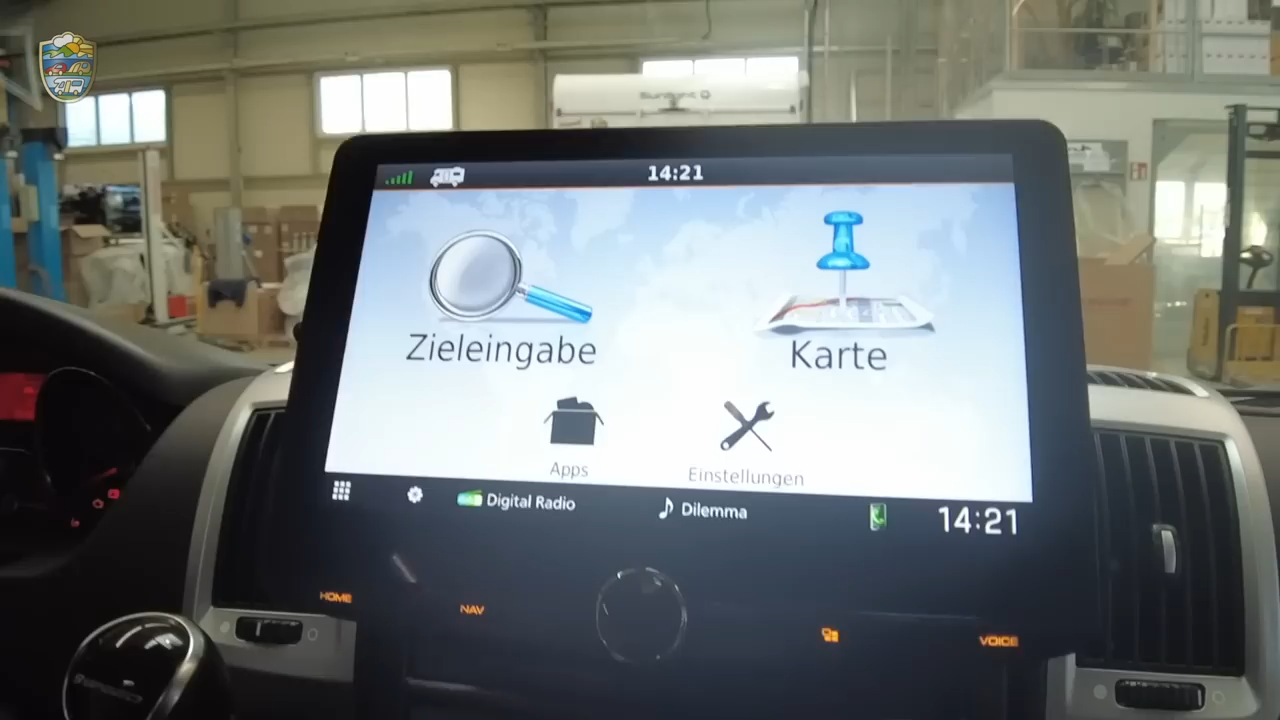 14:21
Zieleingabe
Karte
Apps
Einstellungen
Digital Radio
Dilemma
14:21
HOME
NAV
VOICE